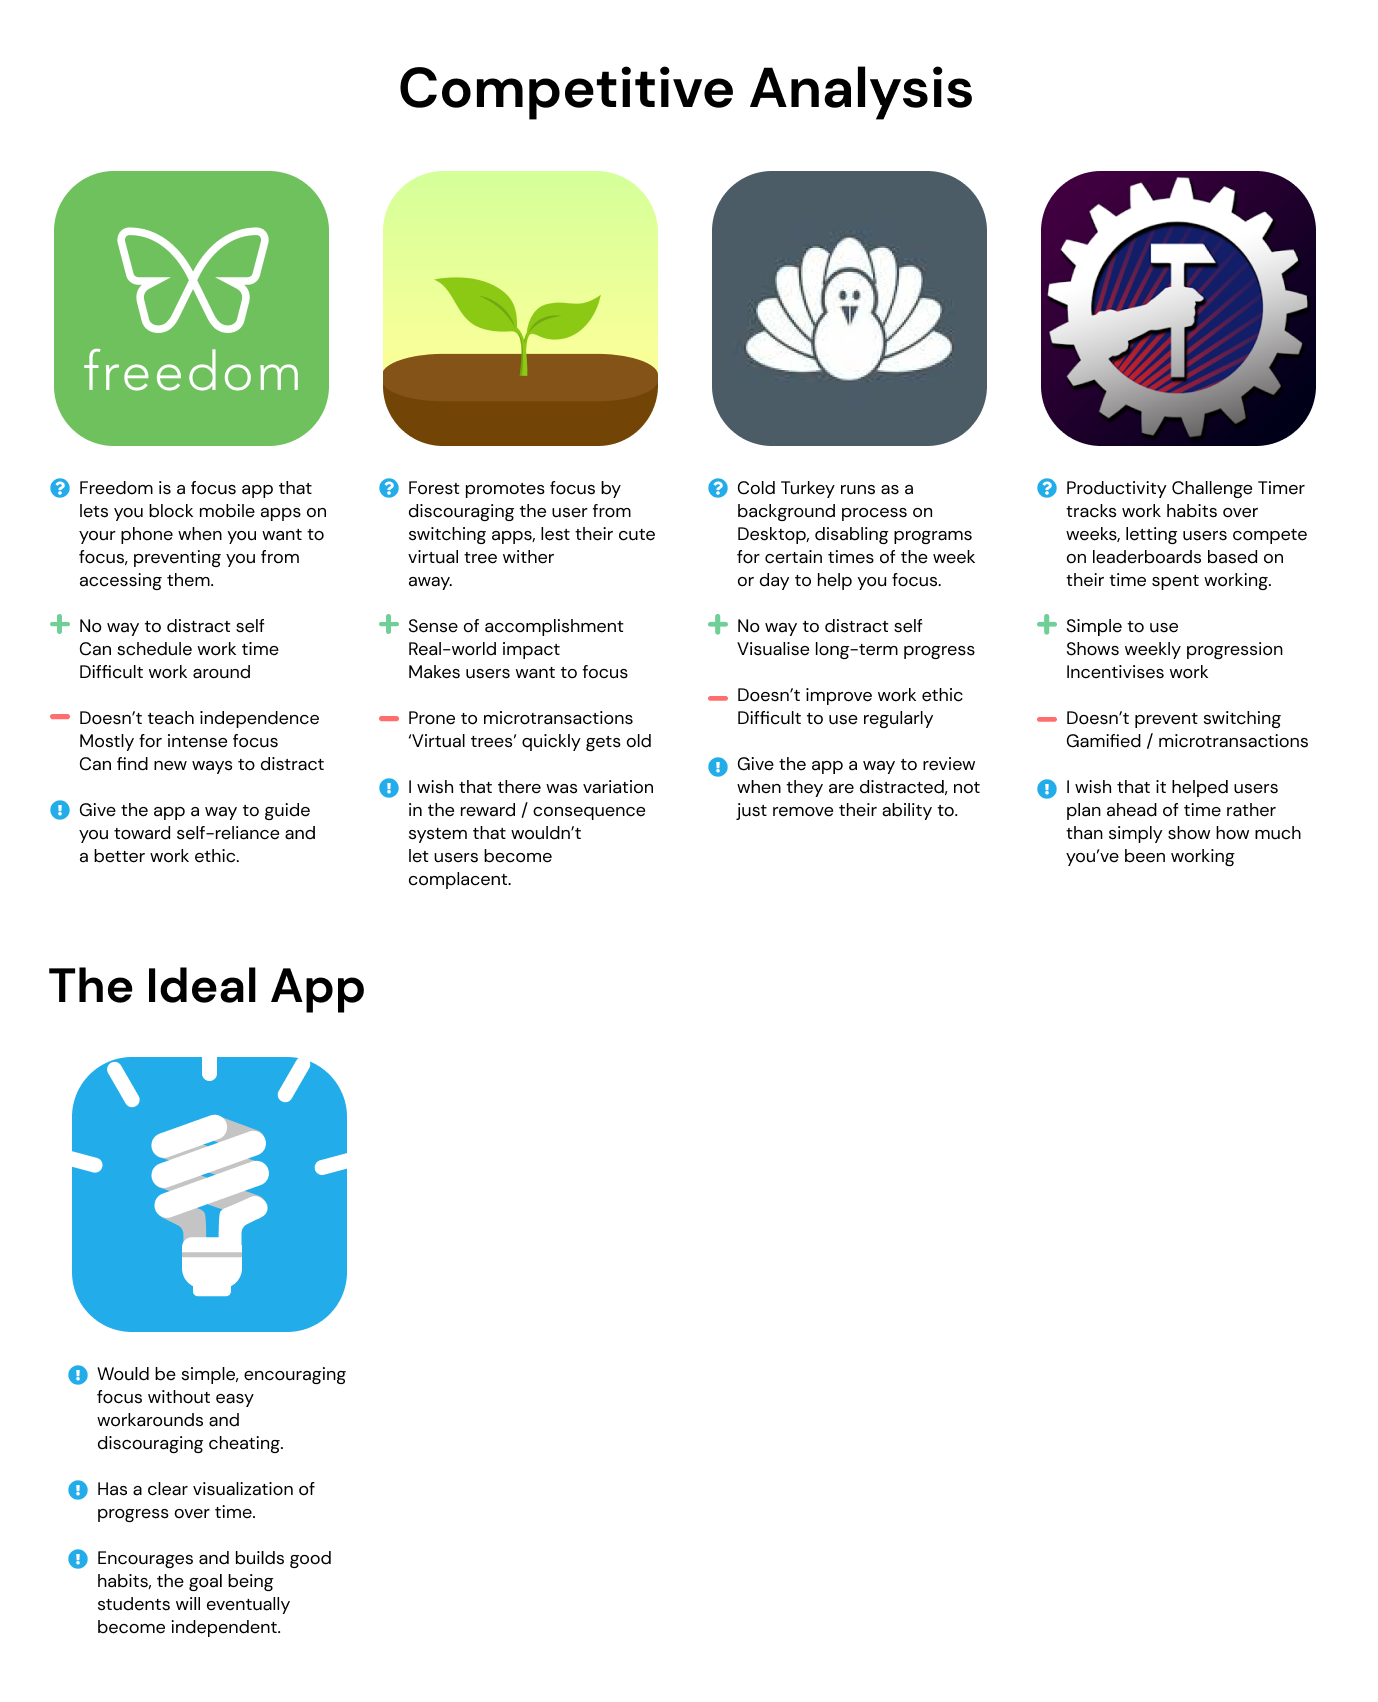 Competitive Analysis
freedom
Freedom is a focus app that
lets you block mobile apps on
your phone when you want to
focus, preventing you from
accessing them.
No way to distract self
Can schedule work time
Difficult work around
Doesn't teach independence
Mostly for intense focus
Can find new ways to distract
Give the app a way to guide
you toward self-reliance and
a better work ethic.
Forest promotes focus by
discouraging the user from
switching apps, lest their cute
virtual tree wither
away.
Sense of accomplishment
Real-world impact
Makes users want to focus
Prone to microtransactions
‘Virtual trees’ quickly gets old
I wish that there was variation
in the reward / consequence
system that wouldn’t
let users become
complacent.
Cold Turkey runs as a
background process on
Desktop, disabling programs
for certain times of the week
or day to help you focus.
No way to distract self
Visualise long-term progress
Doesn’t improve work ethic
Difficult to use regularly
Give the app a way to review
when they are distracted, not
just remove their ability to.
Productivity Challenge Timer
tracks work habits over
weeks, letting users compete
on leaderboards based on
their time spent working.
Simple to use
Shows weekly progression
Incentivises work
Doesn’t prevent switching
Gamified / microtransactions
I wish that it helped users
plan ahead of time rather
than simply show how much
you’ve been working
The Ideal App
Would be simple, encouraging
focus without easy
workarounds and
discouraging cheating.
Has a clear visualization of
progress over time.
Encourages and builds good
habits, the goal being
students will eventually
become independent.